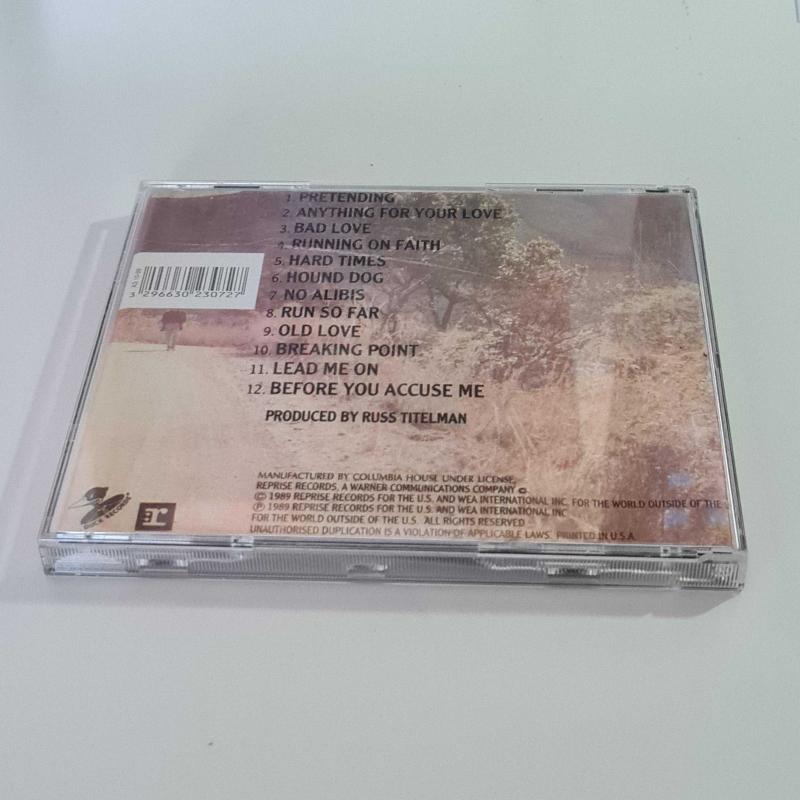 1. PRETENDING
2. ANYTHING FOR YOUR LOVE
3. BAD LOVE
4. RUNNING ON FAITH
5. HARD TIMES
6. HOUND DOG
7. NO ALIBIS
8. RUN SO FAR
9. OLD LOVE
10. BREAKING POINT
11. LEAD ME ON
12. BEFORE YOU ACCUSE ME
PRODUCED BY RUSS TITELMAN
3 296630 230727
MANUFACTURED BY COLUMBIA HOUSE UNDER LICENSE,
REPRISE RECORDS, A WARNER COMMUNICATIONS COMPANY
© 1989 REPRISE RECORDS FOR THE U.S. AND WEA INTERNATIONAL INC. FOR THE WORLD OUTSIDE OF THE
℗ 1989 REPRISE RECORDS FOR THE U.S. AND WEA INTERNATIONAL INC
FOR THE WORLD OUTSIDE OF THE U.S. ALL RIGHTS RESERVED
UNAUTHORISED DUPLICATION IS A VIOLATION OF APPLICABLE LAWS. PRINTED IN U.S.A.
DUCK RECORDS
r